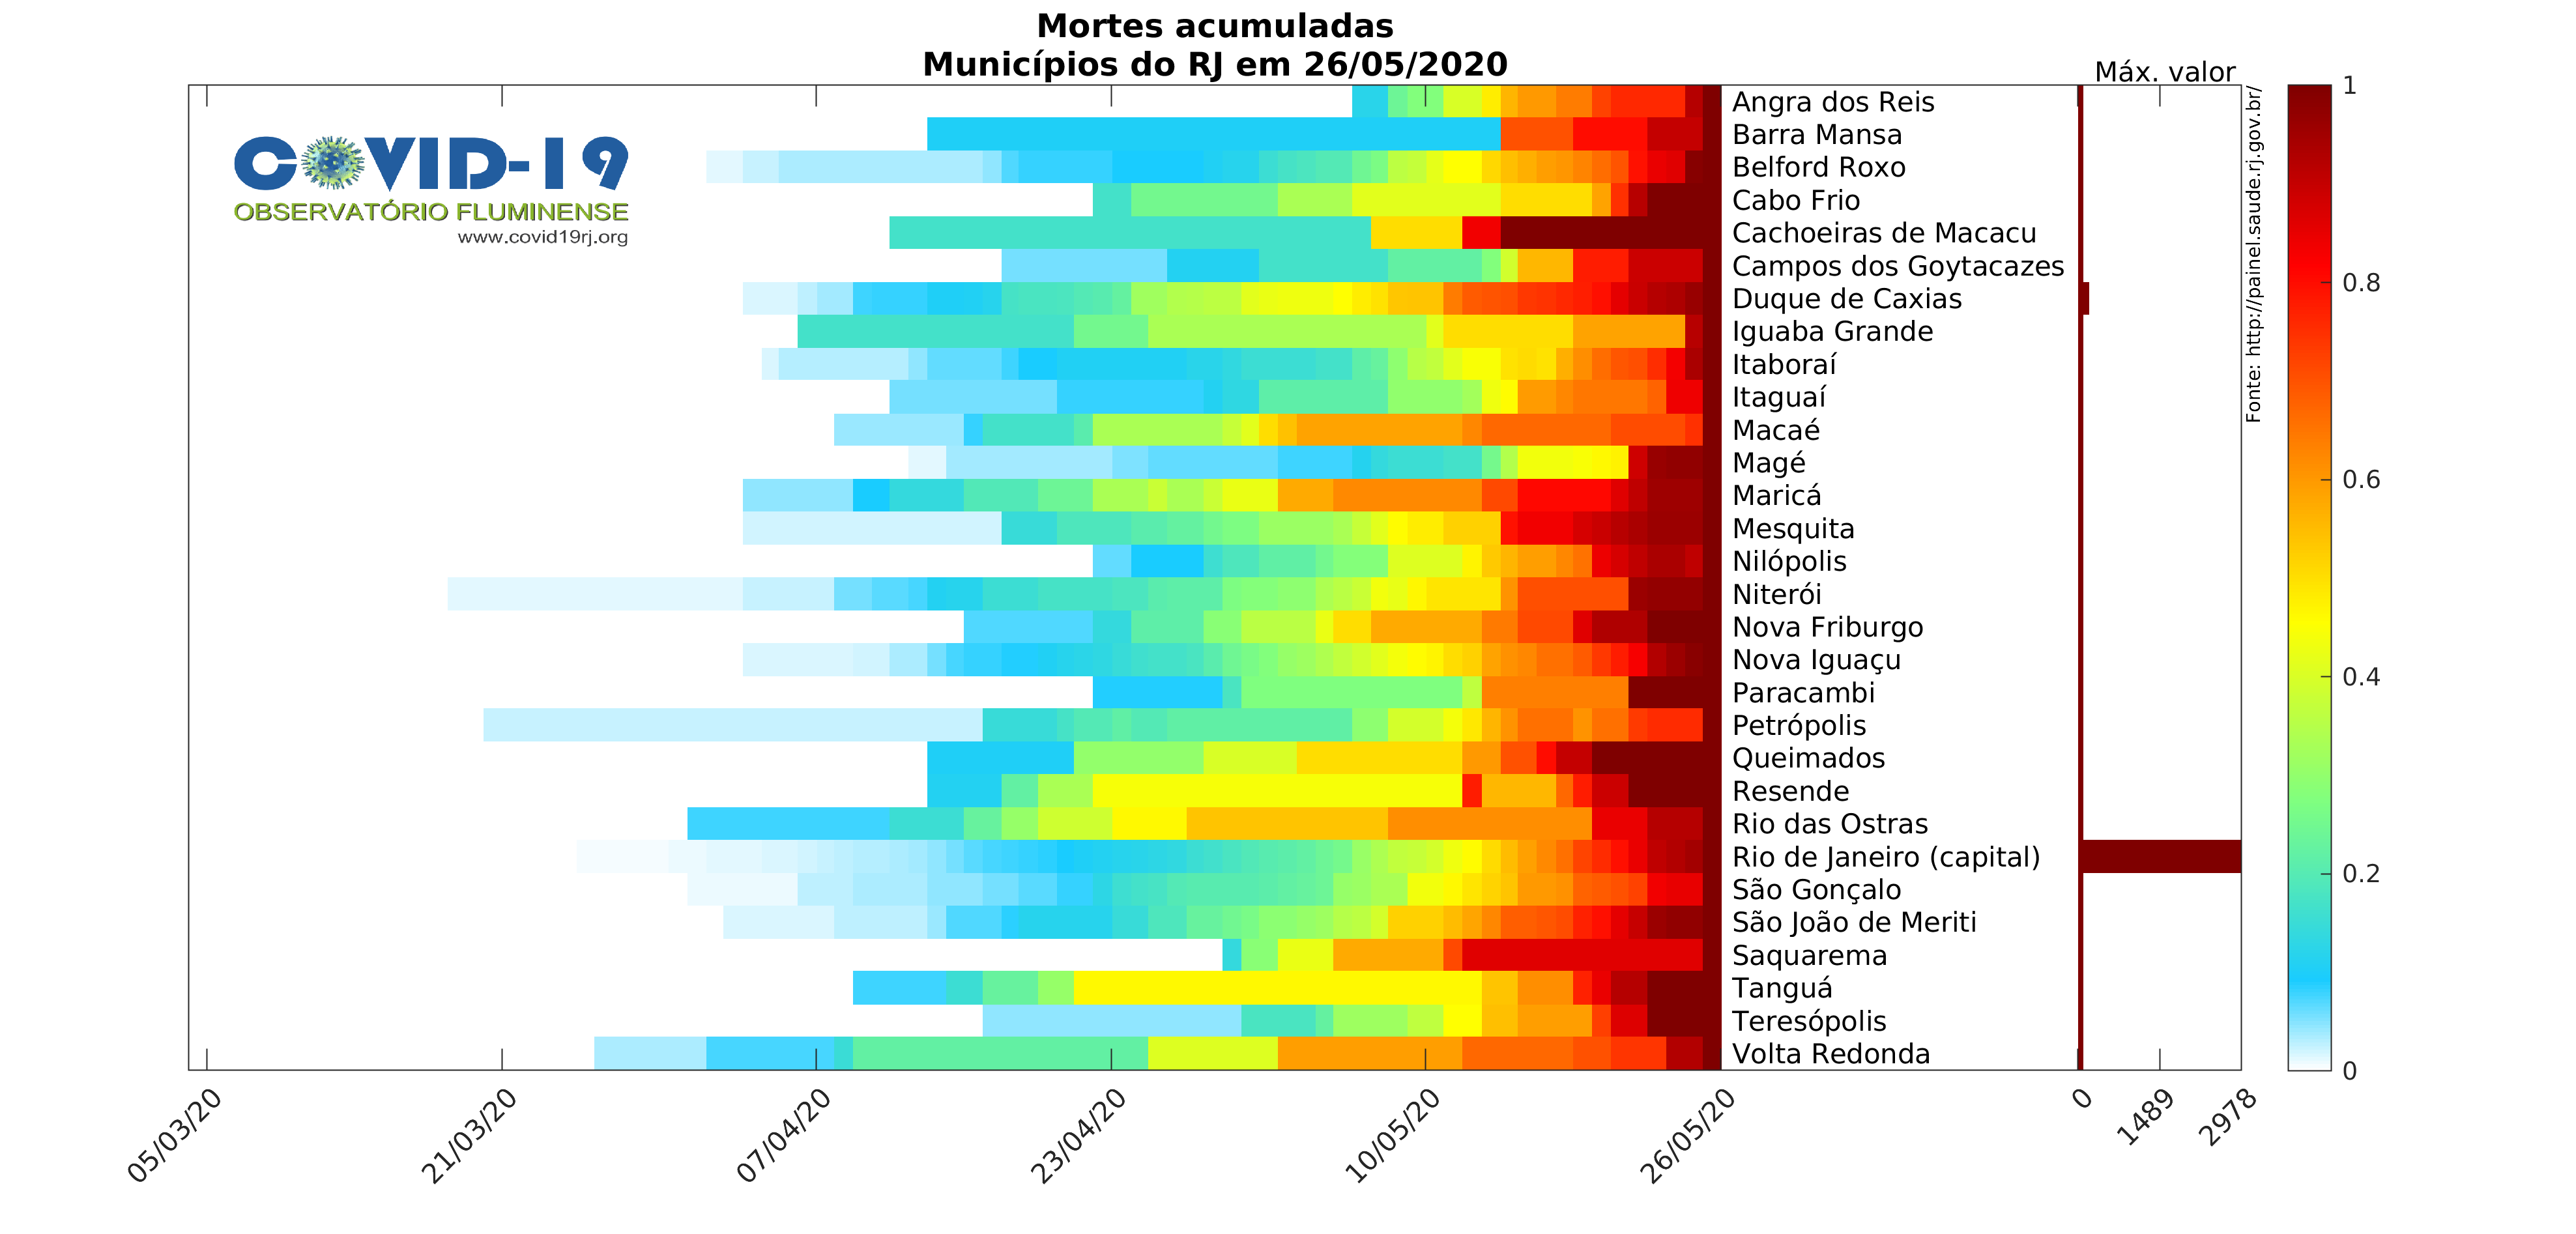 Mortes acumuladas
Municípios do RJ em 26/05/2020
Máx. valor
COVID-19
OBSERVATÓRIO FLUMINENSE
www.covid19rj.org
Angra dos Reis
Barra Mansa
Belford Roxo
Cabo Frio
Cachoeiras de Macacu
Campos dos Goytacazes
Duque de Caxias
Iguaba Grande
Itaboraí
Itaguaí
Macaé
Magé
Maricá
Mesquita
Nilópolis
Niterói
Nova Friburgo
Nova Iguaçu
Paracambi
Petrópolis
Queimados
Resende
Rio das Ostras
Rio de Janeiro (capital)
São Gonçalo
São João de Meriti
Saquarema
Tanguá
Teresópolis
Volta Redonda
Fonte: http://painel.saude.rj.gov.br/
1
0.8
0.6
0.4
0.2
0
05/03/20
21/03/20
07/04/20
23/04/20
10/05/20
26/05/20
0
1489
2978